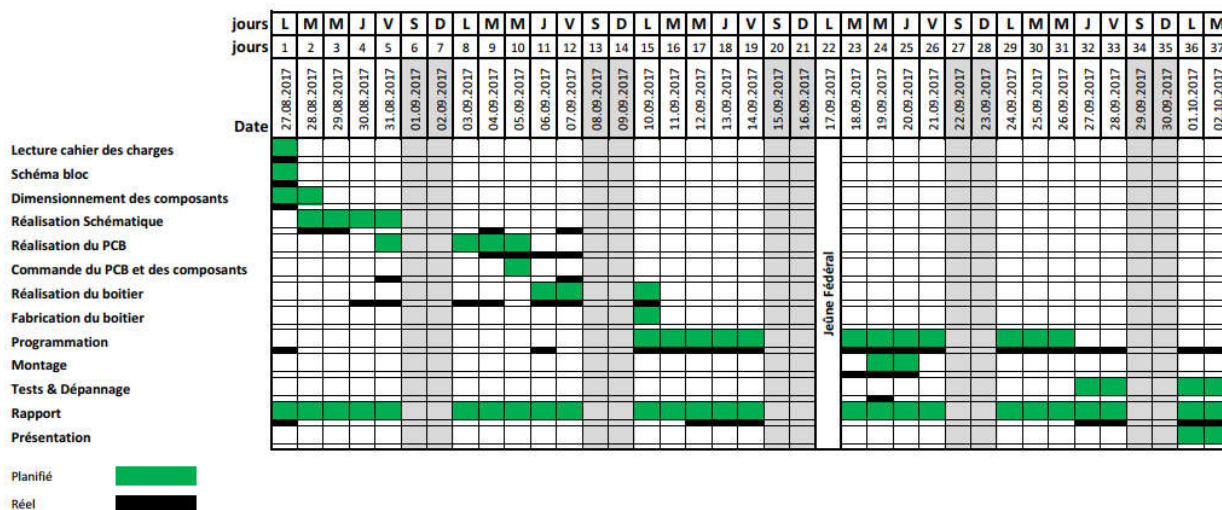 jours L M M J V S D L M M J V S D L M M J V S D L M M J V S D L M M J V S D L M
jours 1 2 3 4 5 6 7 8 9 10 11 12 13 14 15 16 17 18 19 20 21 22 23 24 25 26 27 28 29 30 31 32 33 34 35 36 37
Date 27.08.2017 28.08.2017 29.08.2017 30.08.2017 31.08.2017 01.09.2017 02.09.2017 03.09.2017 04.09.2017 05.09.2017 06.09.2017 07.09.2017 08.09.2017 09.09.2017 10.09.2017 11.09.2017 12.09.2017 13.09.2017 14.09.2017 15.09.2017 16.09.2017 17.09.2017 18.09.2017 19.09.2017 20.09.2017 21.09.2017 22.09.2017 23.09.2017 24.09.2017 25.09.2017 26.09.2017 27.09.2017 28.09.2017 29.09.2017 30.09.2017 01.10.2017 02.10.2017
Lecture cahier des charges
Schéma bloc
Dimensionnement des composants
Réalisation Schématique
Réalisation du PCB
Commande du PCB et des composants
Réalisation du boitier
Fabrication du boitier
Programmation
Montage
Tests & Dépannage
Rapport
Présentation
Jeûne Fédéral
Planifié
Réel